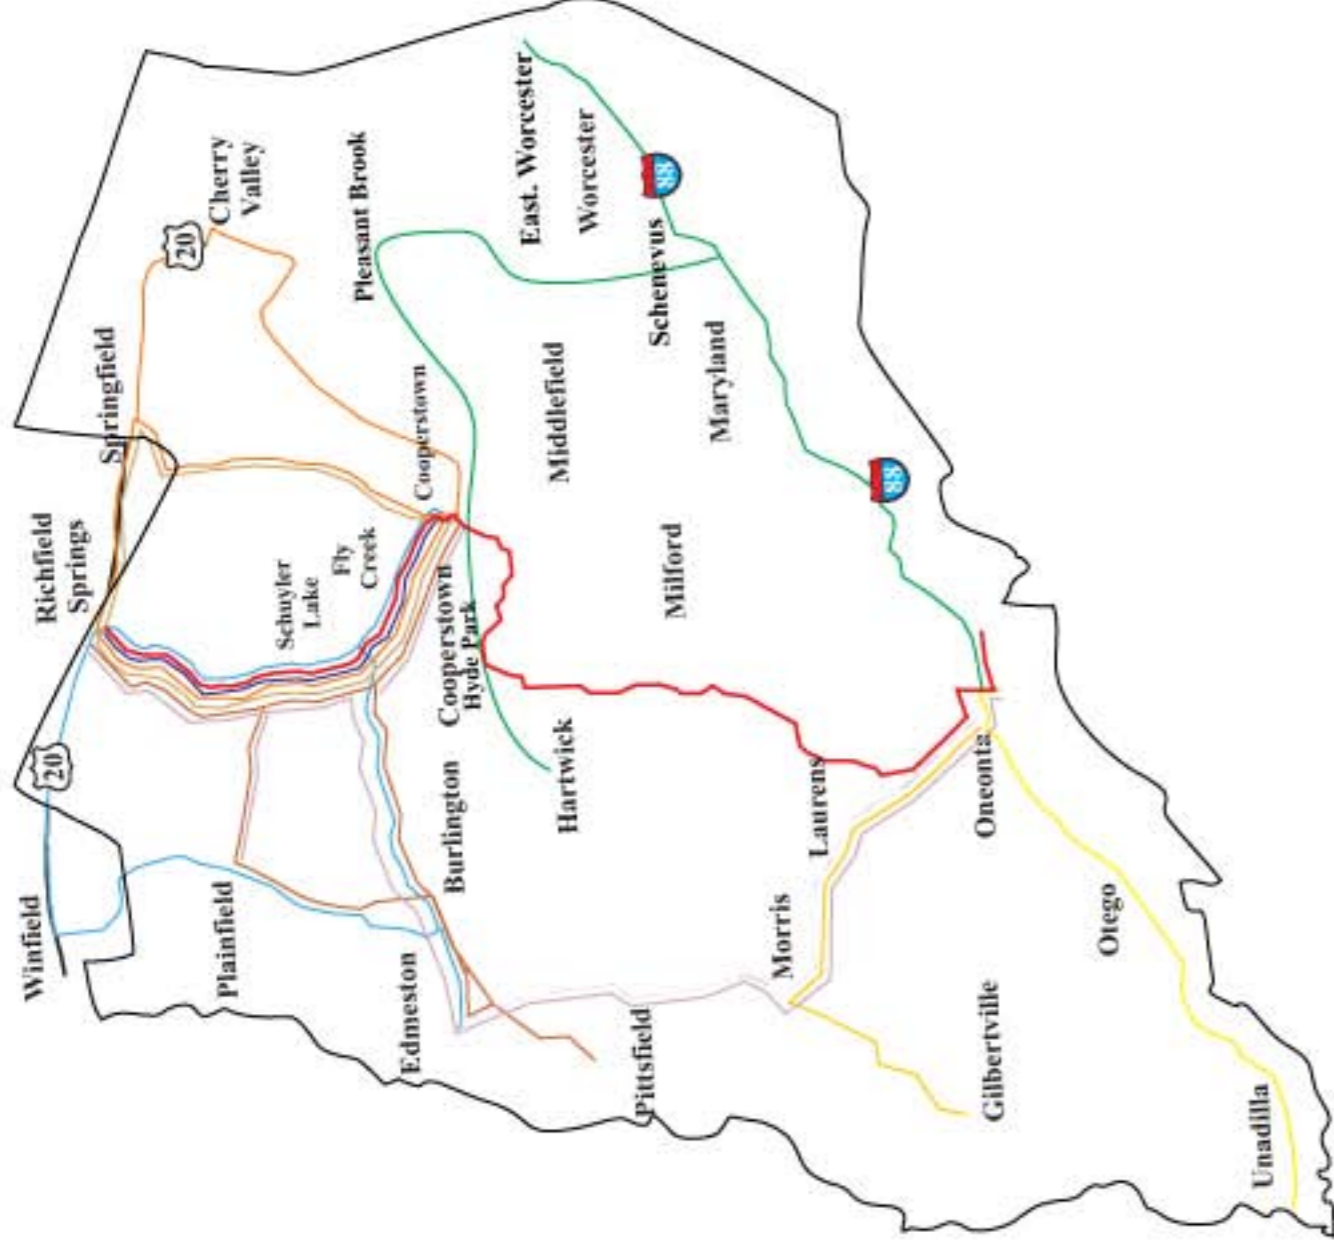 Winfield
20
Richfield
Springs
Springfield
20
Cherry
Valley
Plainfield
Schuyler
Lake
Fly
Creek
Pleasant Brook
Edmeston
Burlington
Cooperstown
Hyde Park
Cooperstown
East. Worcester
Worcester
Hartwick
Middlefield
88
Schenevus
Pittsfield
Milford
Maryland
Morris
Laurens
88
Gilbertville
Oneonta
Otego
Unadilla